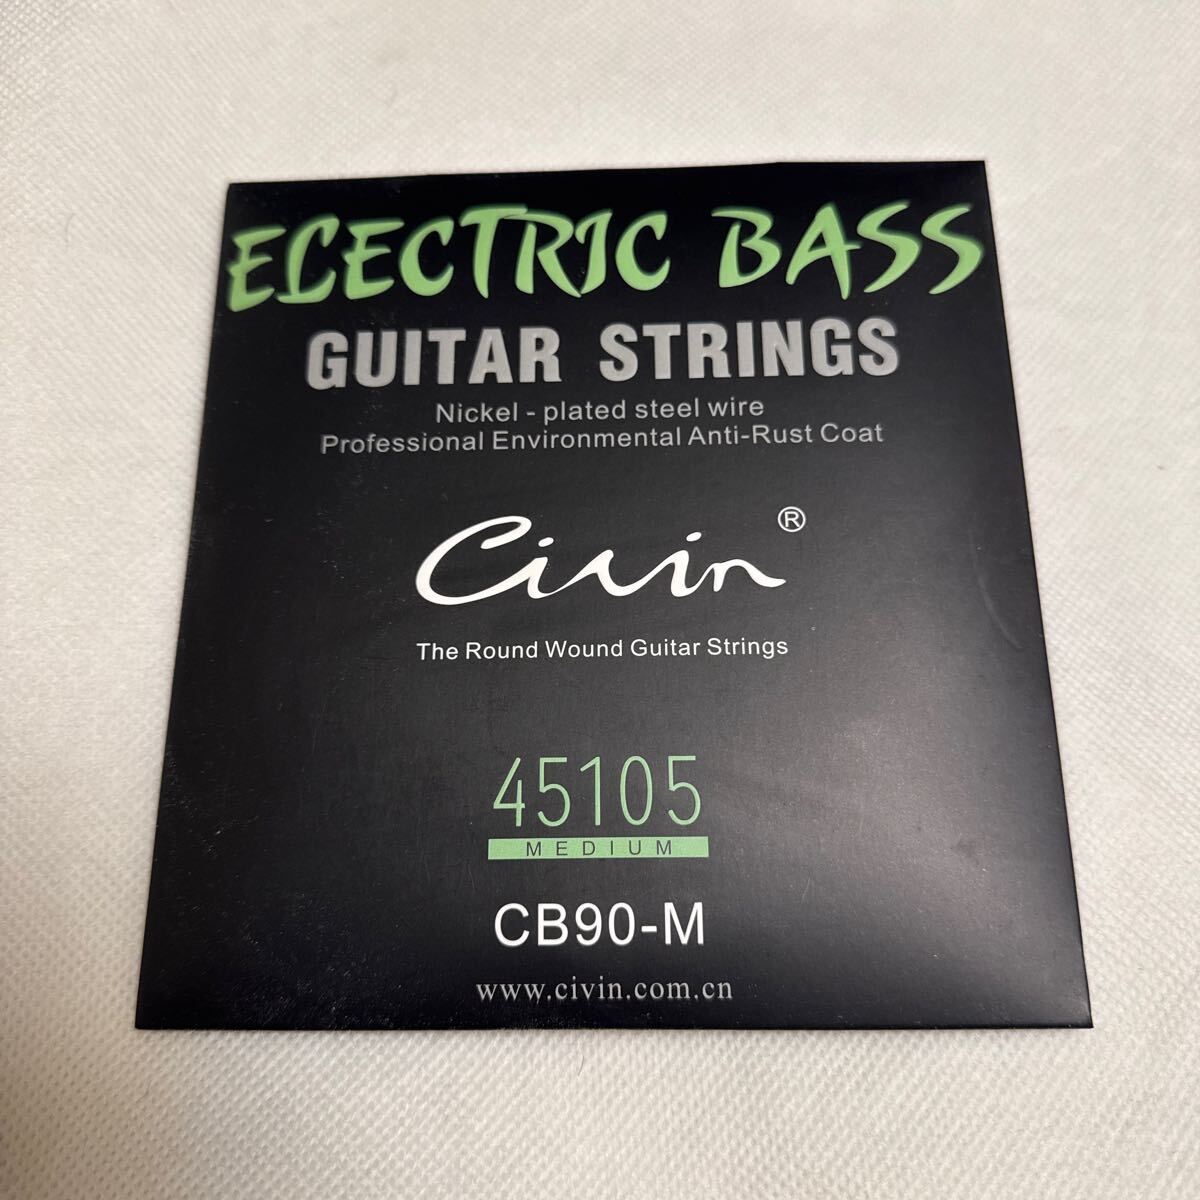 ELECTRIC BASS
GUITAR STRINGS
Nickel - plated steel wire
Professional Environmental Anti-Rust Coat
Civin ®
The Round Wound Guitar Strings
45105
MEDIUM
CB90-M
www.civin.com.cn